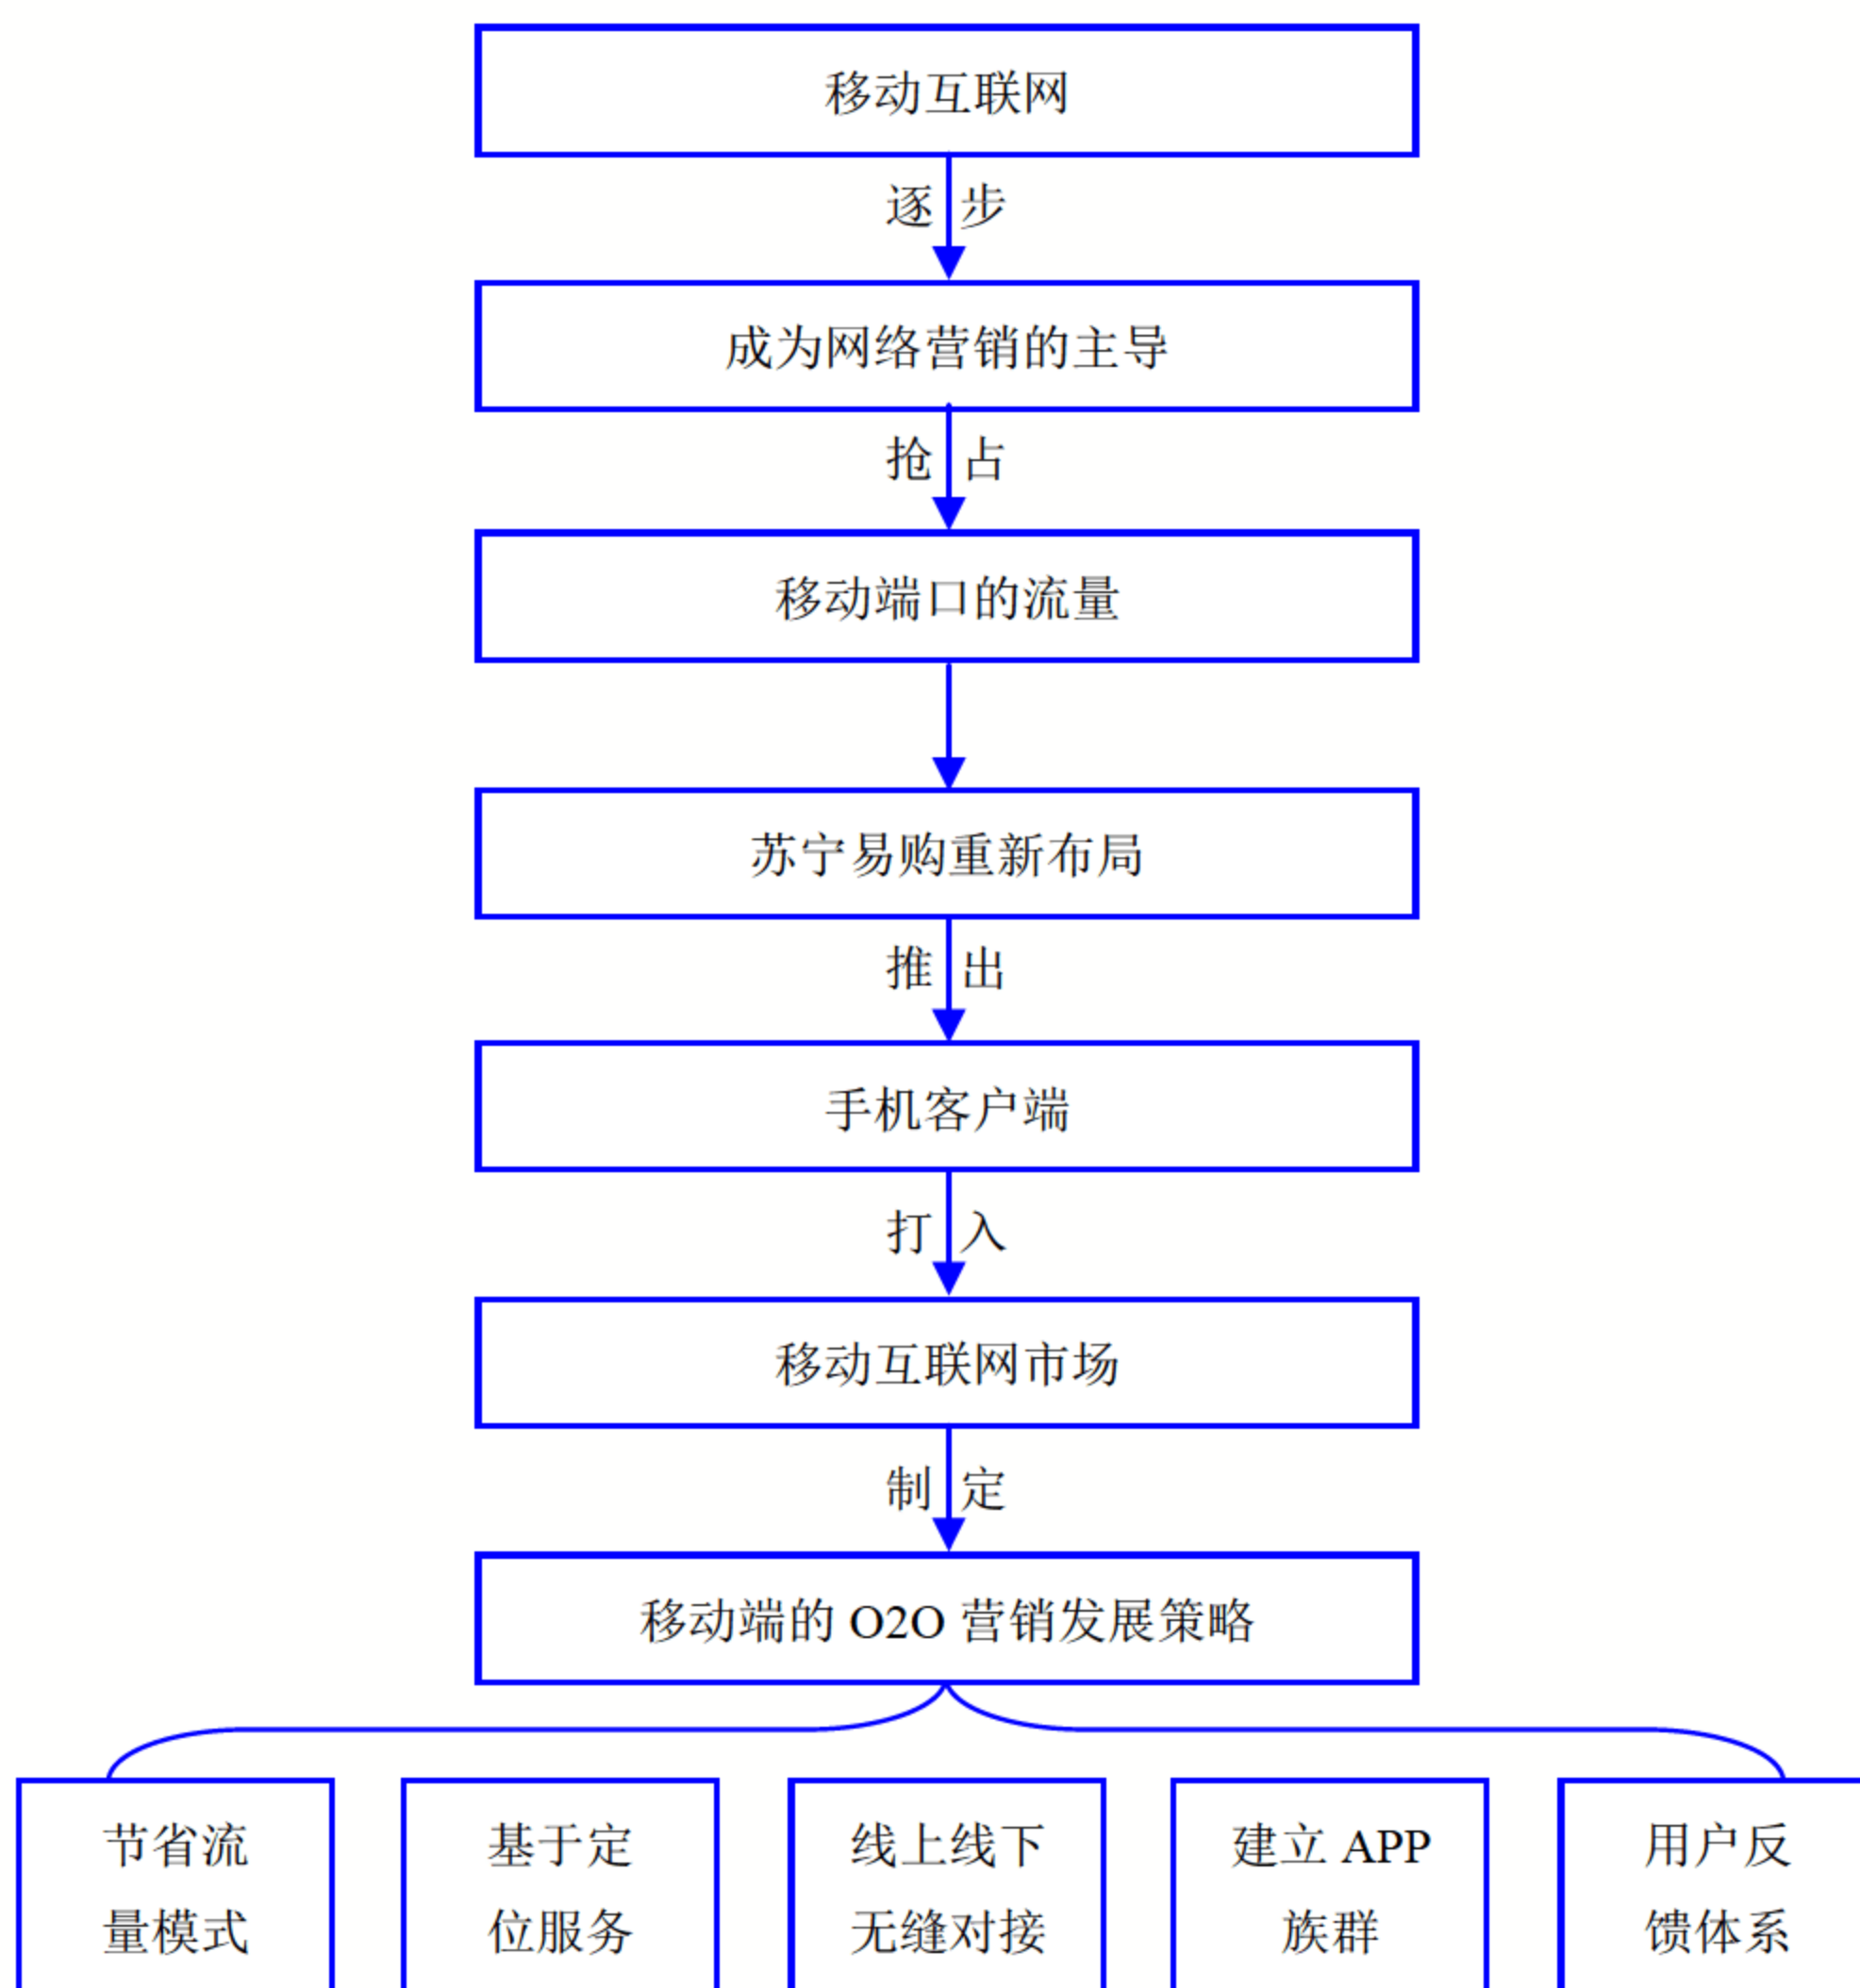 移动互联网
逐步
成为网络营销的主导
抢占
移动端口的流量
苏宁易购重新布局
推出
手机客户端
打入
移动互联网市场
制定
移动端的 O2O 营销发展策略
节省流
量模式
基于定
位服务
线上线下
无缝对接
建立 APP
族群
用户反
馈体系